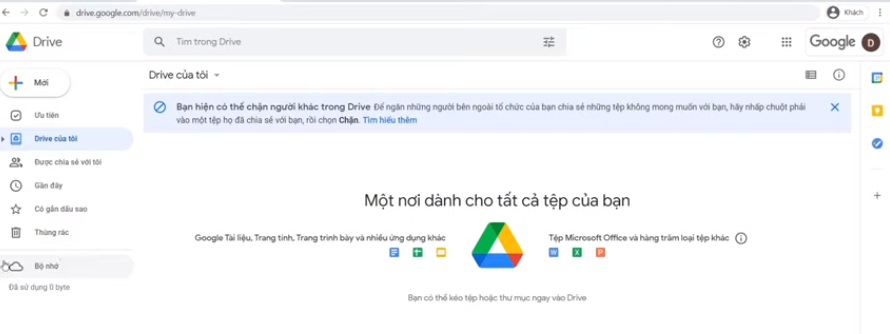 drive.google.com/drive/my-drive
Khách
Drive
Tìm trong Drive
Google
D
Mới
Drive của tôi
Ưu tiên
Drive của tôi
Được chia sẻ với tôi
Gần đây
Có gắn dấu sao
Thùng rác
Bộ nhớ
Đã sử dụng 0 byte
Bạn hiện có thể chặn người khác trong Drive Để ngăn những người bên ngoài tổ chức của bạn chia sẻ những tệp không mong muốn với bạn, hãy nhấp chuột phải
vào một tệp họ đã chia sẻ với bạn, rồi chọn Chặn. Tìm hiểu thêm
Một nơi dành cho tất cả tệp của bạn
Google Tài liệu, Trang tính, Trang trình bày và nhiều ứng dụng khác
Tệp Microsoft Office và hàng trăm loại tệp khác
W
X
P
Bạn có thể kéo tệp hoặc thư mục ngay vào Drive